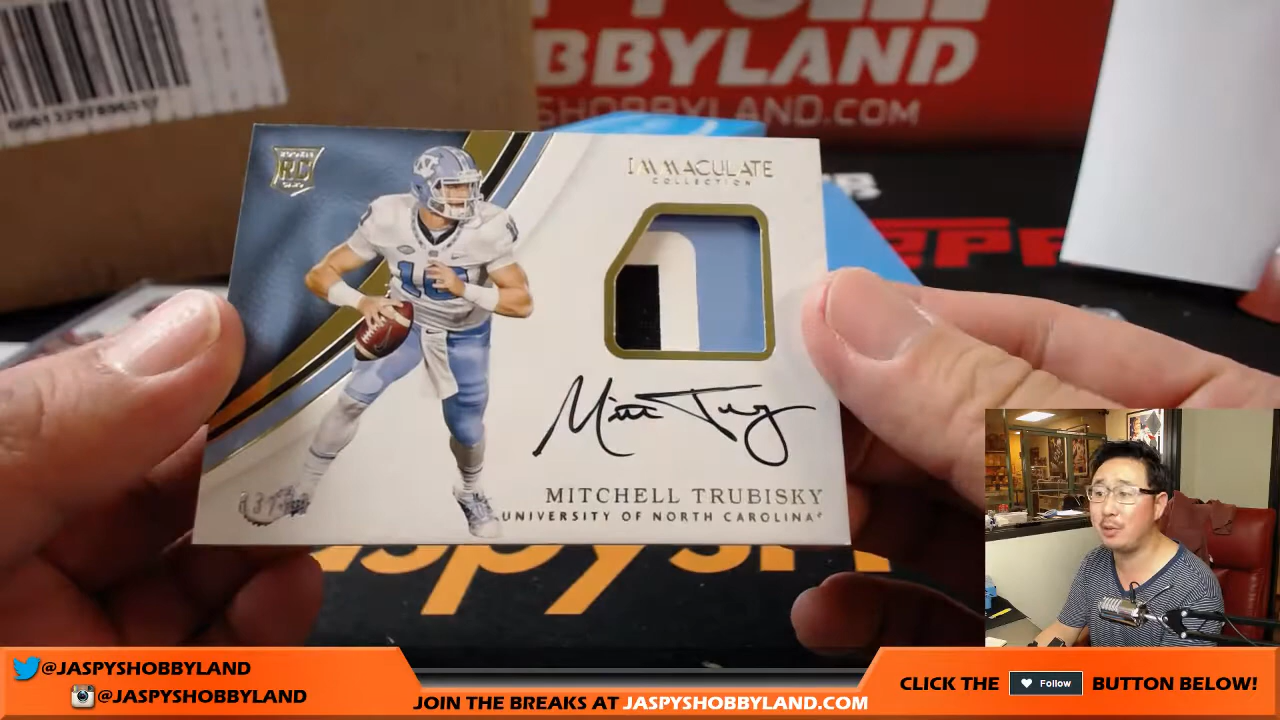 HOBBYLAND
SHOBBYLAND.COM
RC
IMMACULATE
COLLECTION
10
MITCHELL TRUBISKY
UNIVERSITY OF NORTH CAROLINA
@JASPYSHOBBYLAND
@JASPYSHOBBYLAND
JOIN THE BREAKS AT JASPYSHOBBYLAND.COM
CLICK THE Follow BUTTON BELOW!